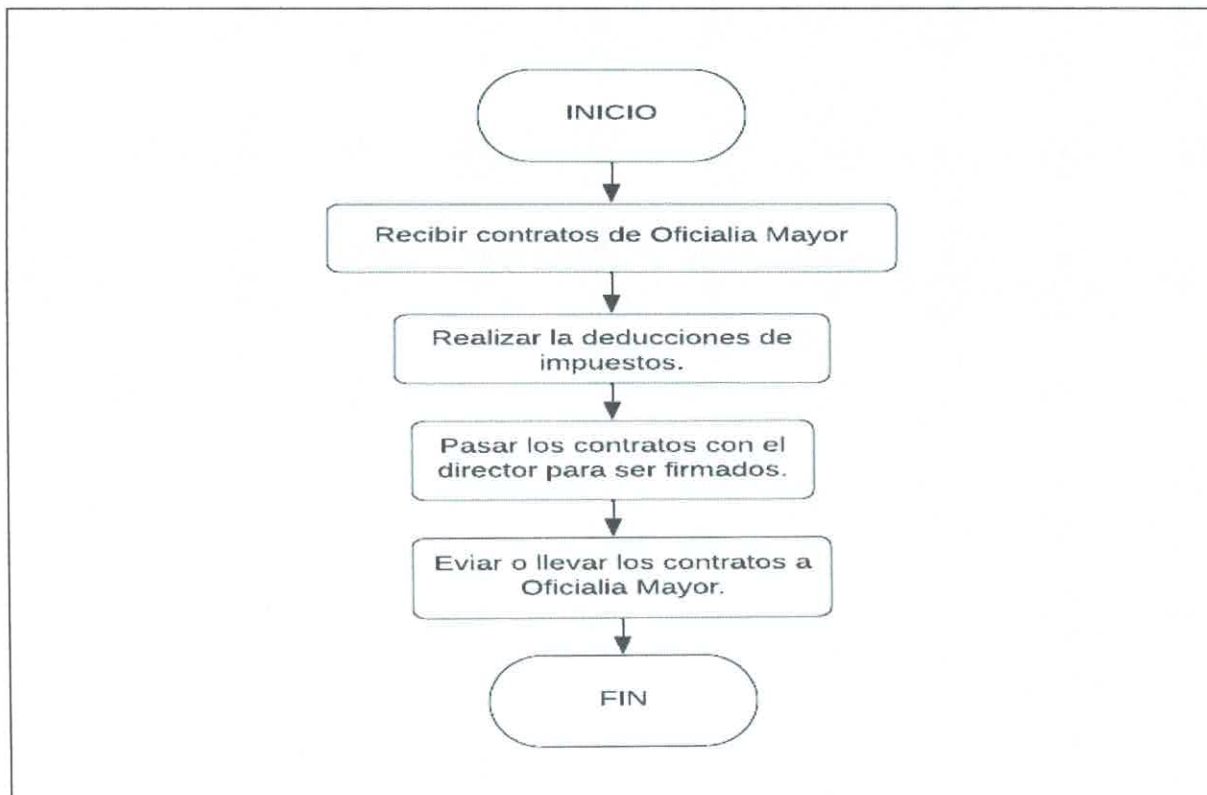 INICIO
Recibir contratos de Oficialia Mayor
Realizar la deducciones de
impuestos.
Pasar los contratos con el
director para ser firmados.
Eviar o llevar los contratos a
Oficialia Mayor.
FIN